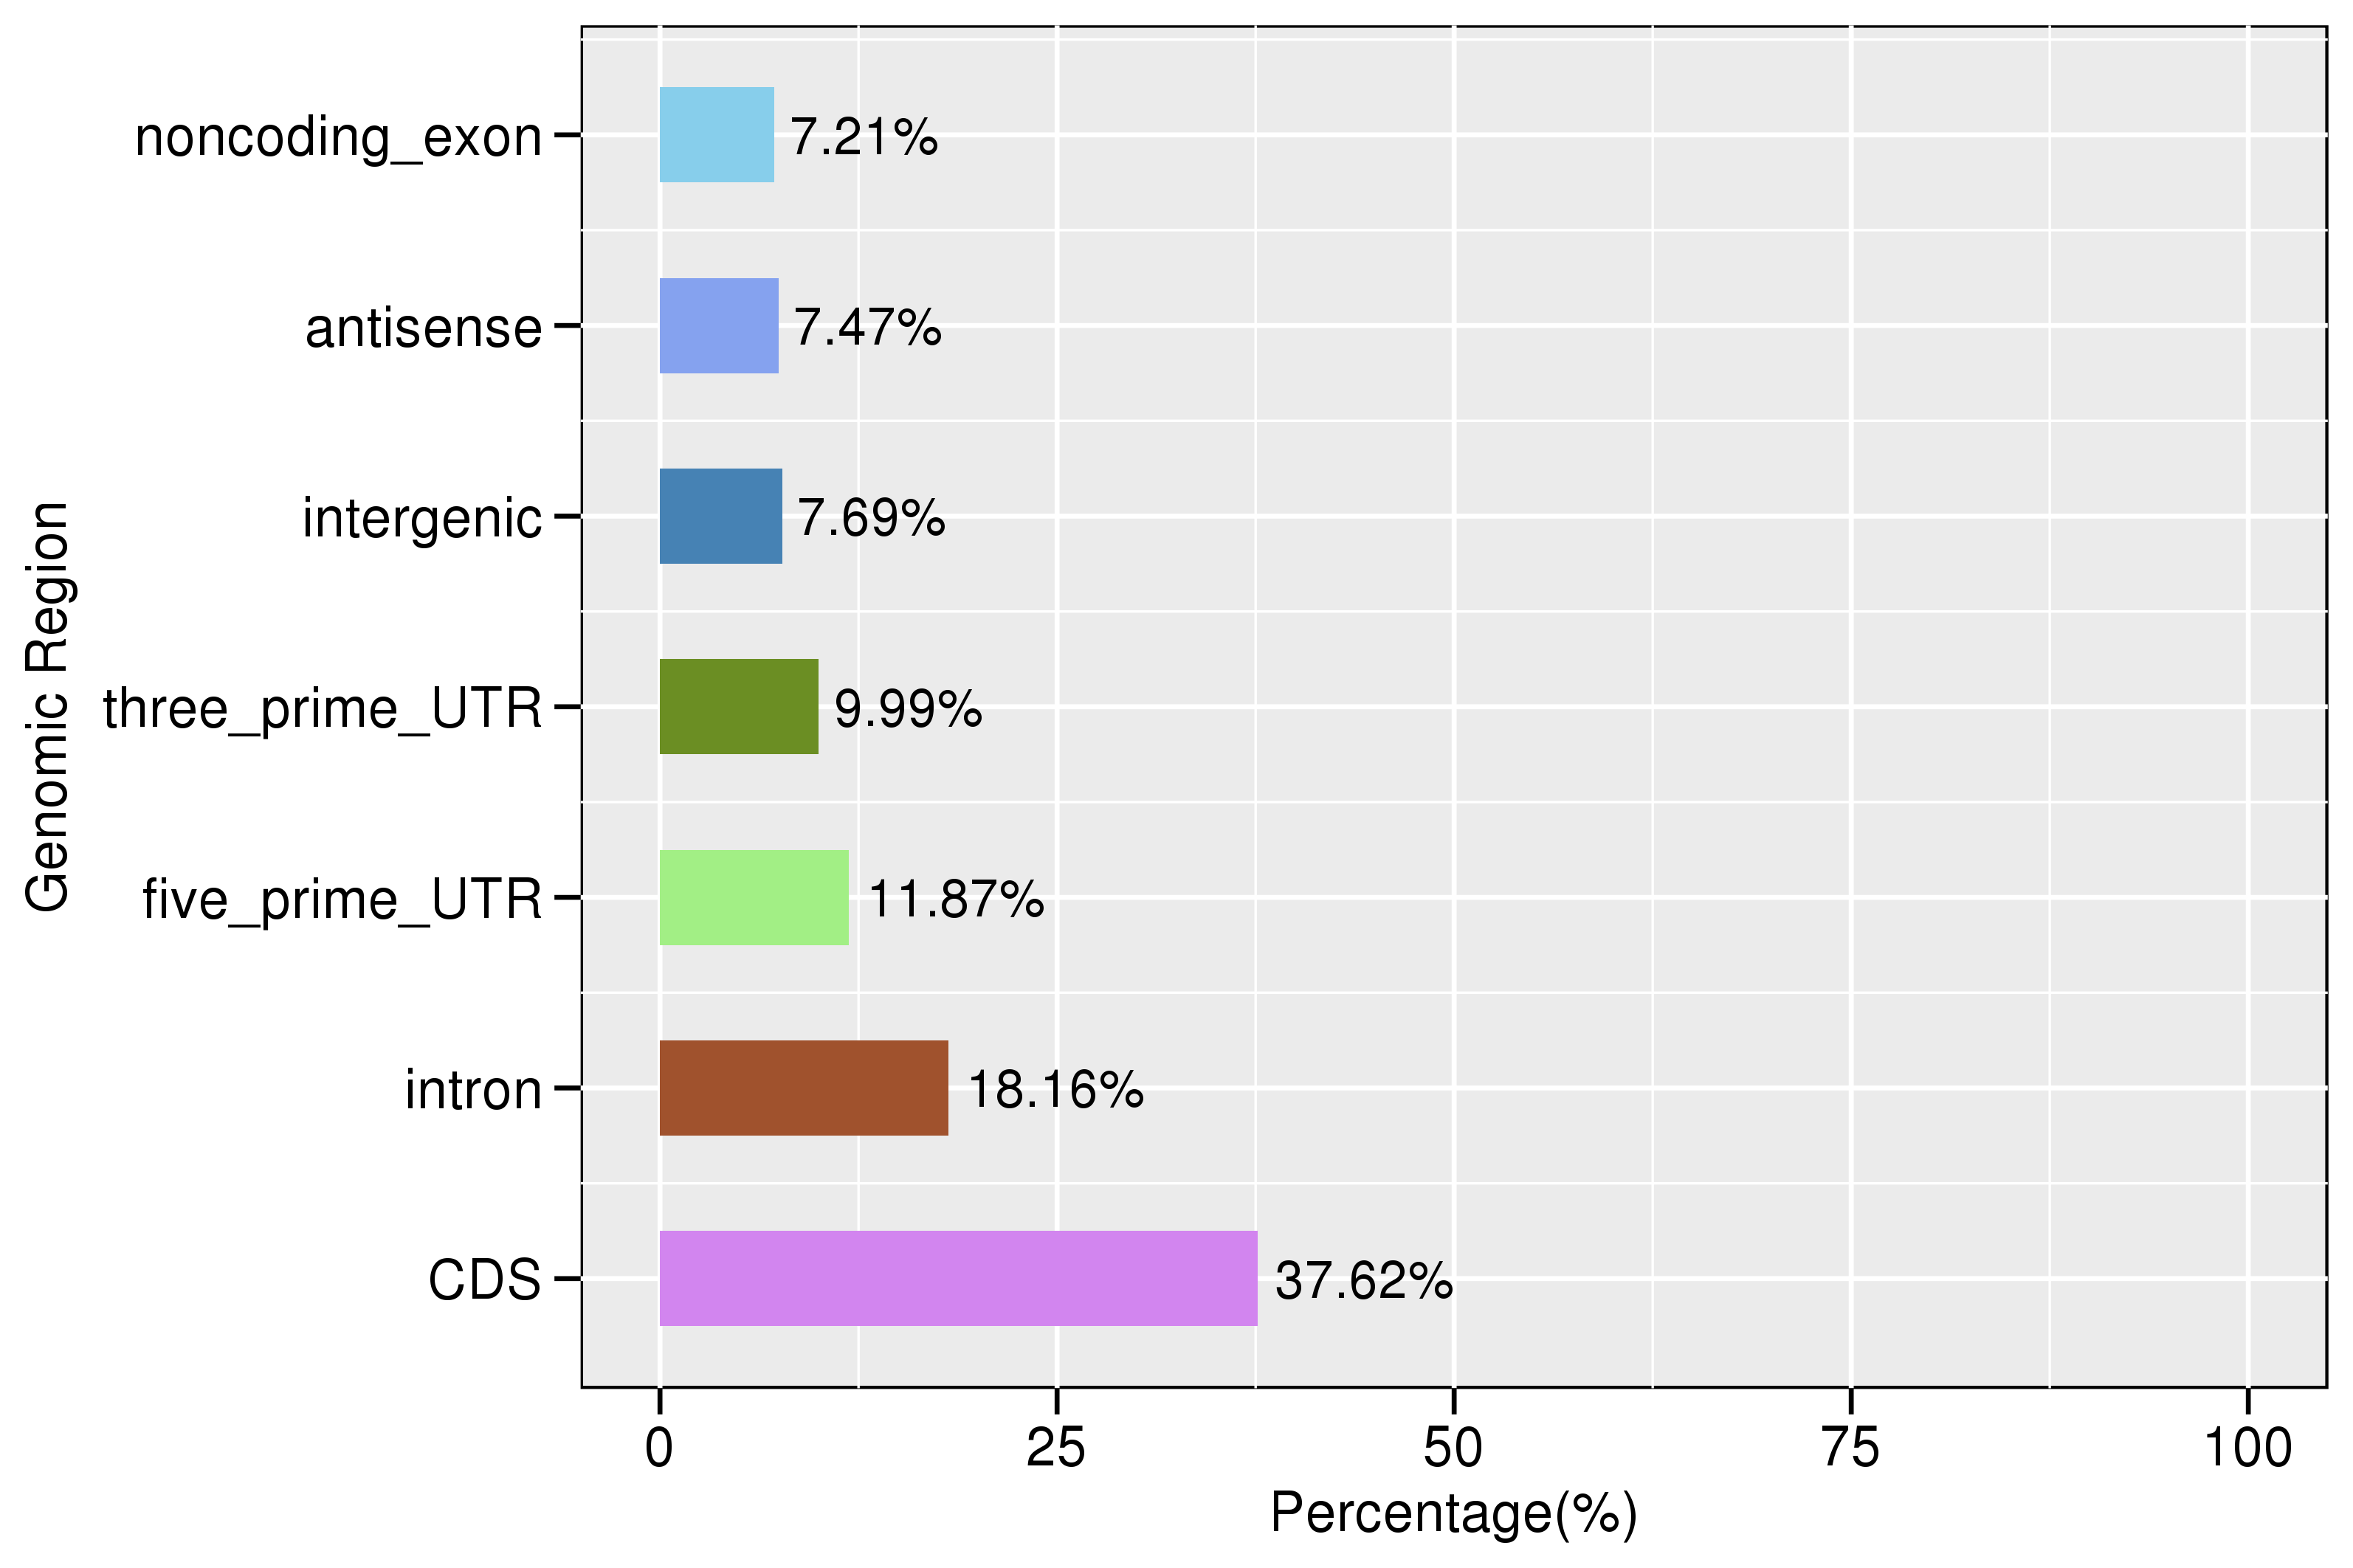 Genomic Region
noncoding_exon 7.21%
antisense 7.47%
intergenic 7.69%
three_prime_UTR 9.99%
five_prime_UTR 11.87%
intron 18.16%
CDS 37.62%
0 25 50 75 100
Percentage(%)